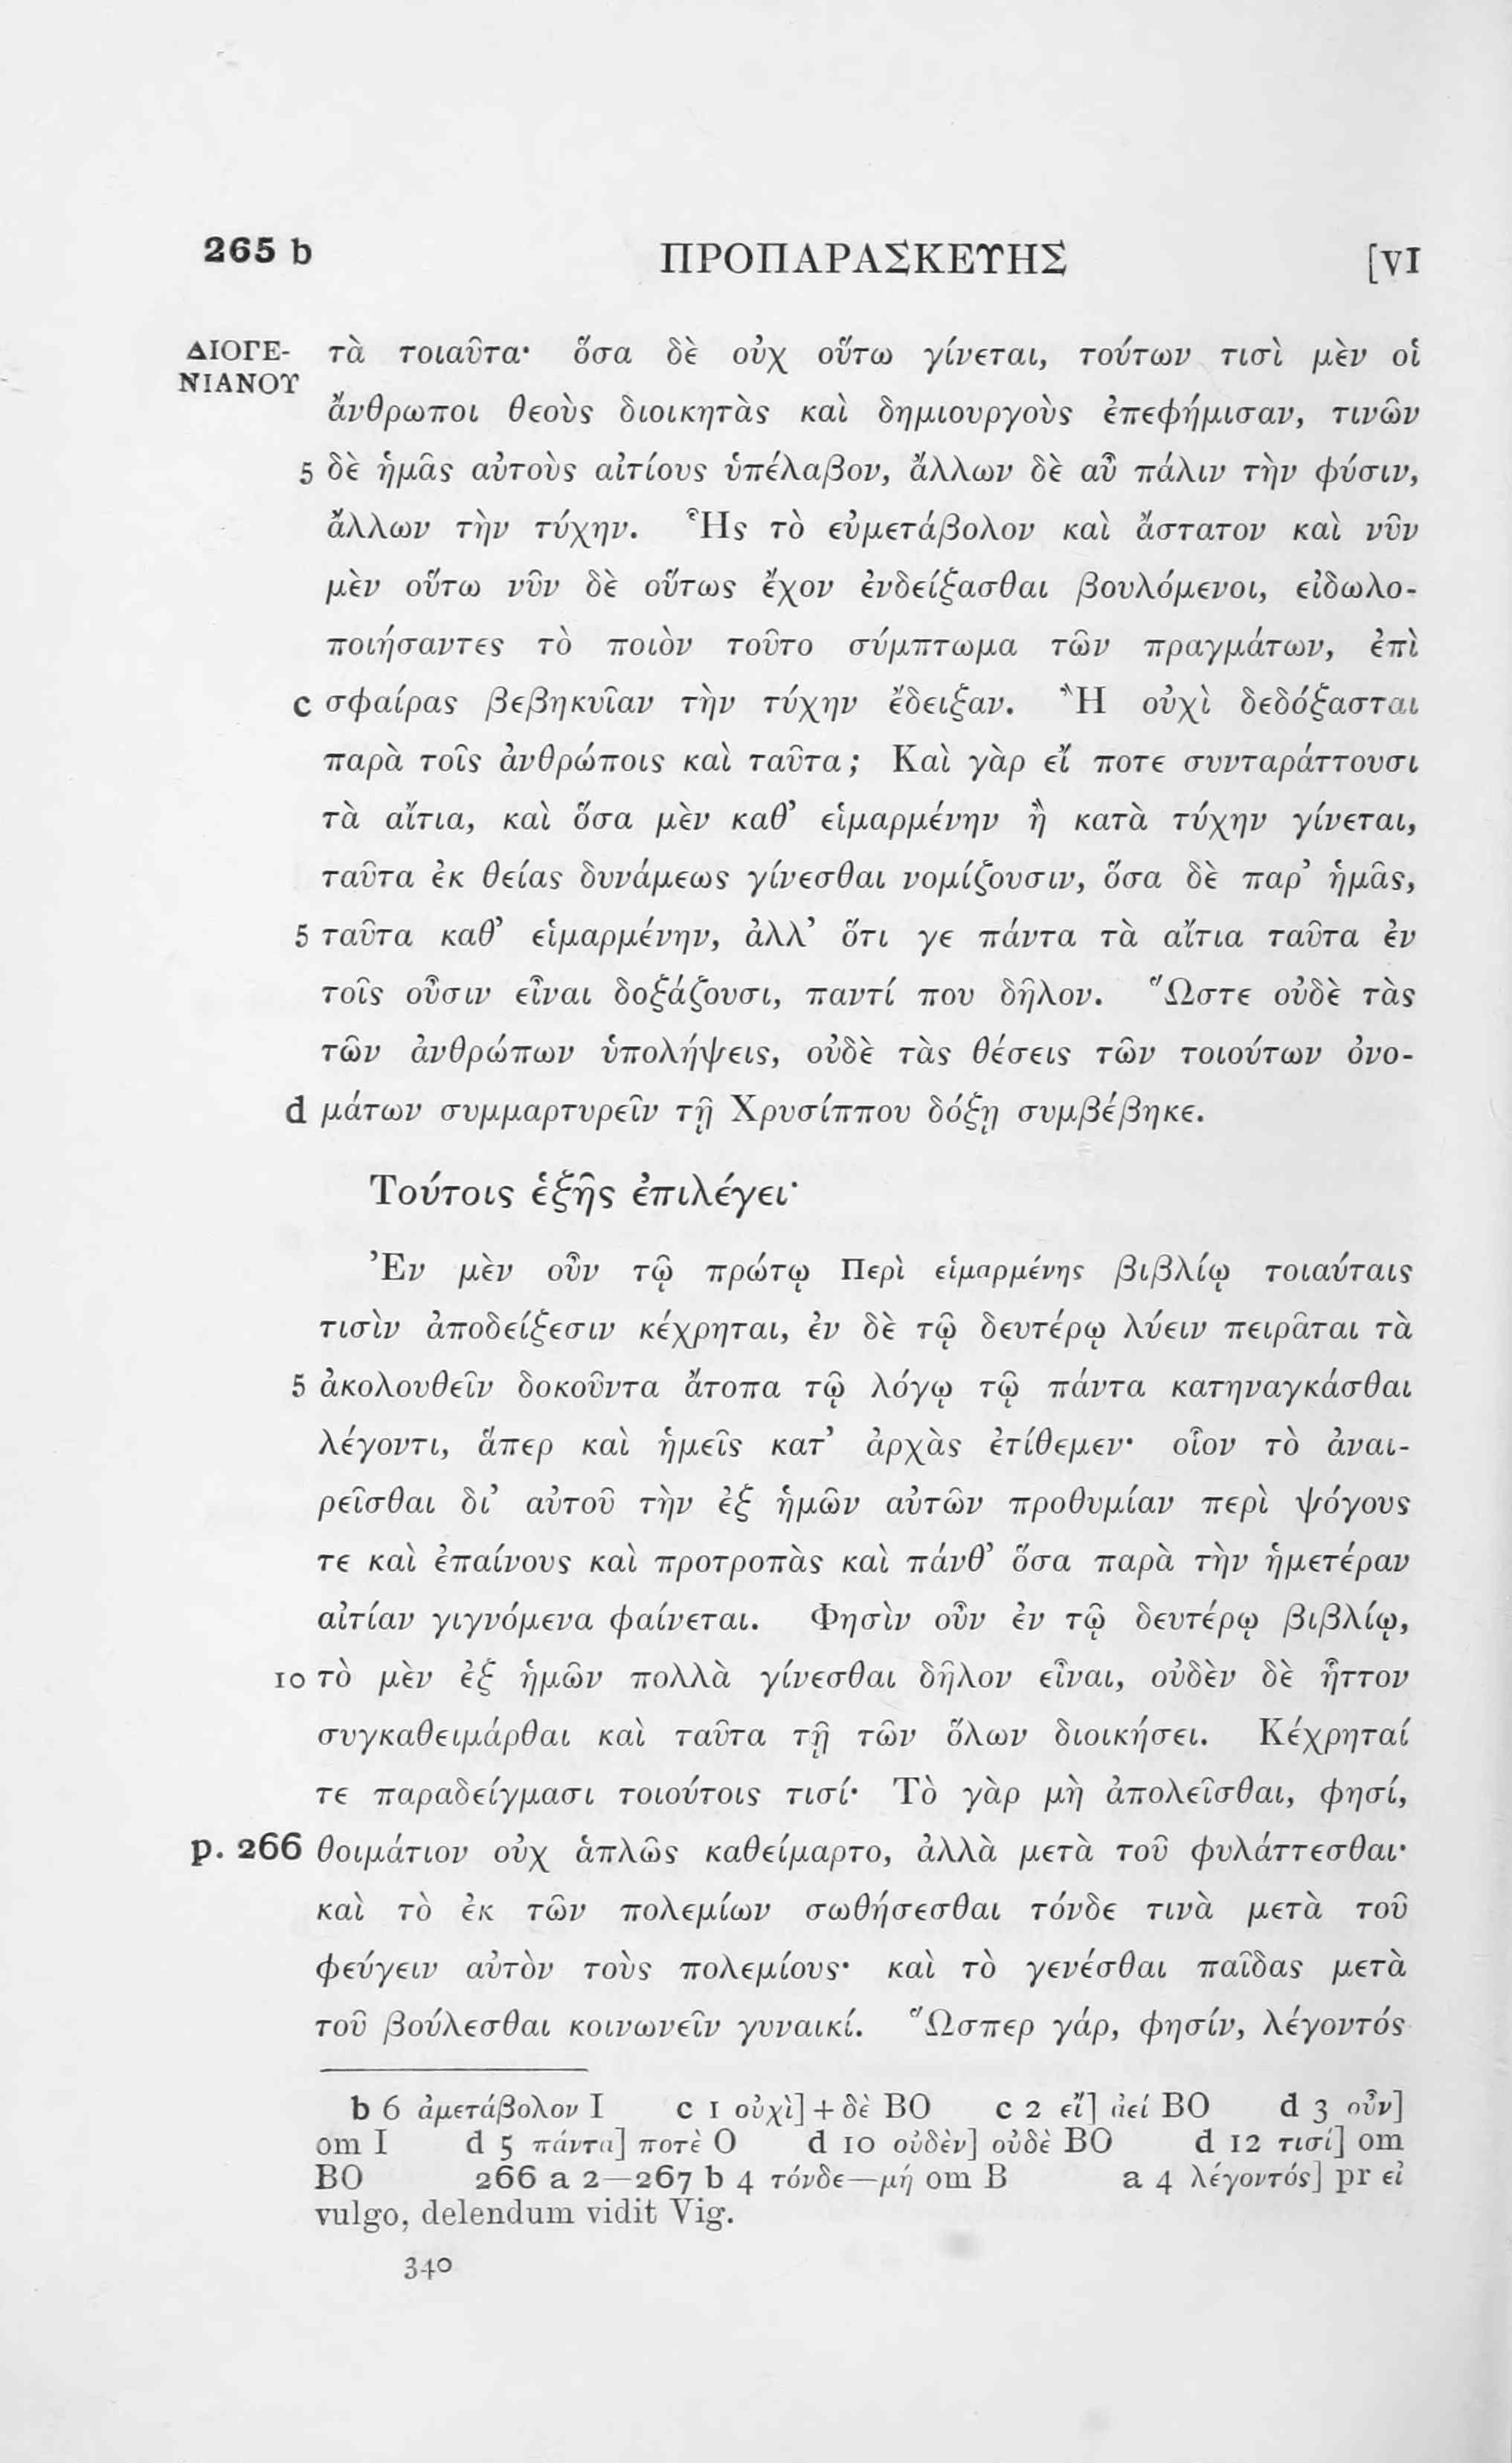 265 b ΠΡΟΠΑΡΑΣΚΕΥΗΣ [VI
ΔΙΟΓΕ- τὰ τοιαῦτα· ὅσα δὲ οὐχ οὕτω γίνεται, τούτων τισὶ μὲν οἱ
ΝΙΑΝΟΥ
ἄνθρωποι θεοὺς διοικητὰς καὶ δημιουργοὺς ἐπεφήμισαν, τινῶν
5 δὲ ἡμᾶς αὐτοὺς αἰτίους ὑπέλαβον, ἄλλων δὲ αὖ πάλιν τὴν φύσιν,
ἄλλων τὴν τύχην. Ἧς τὸ εὐμετάβολον καὶ ἄστατον καὶ νῦν
μὲν οὕτω νῦν δὲ οὕτως ἔχον ἐνδείξασθαι βουλόμενοι, εἰδωλο-
ποιήσαντες τὸ ποιὸν τοῦτο σύμπτωμα τῶν πραγμάτων, ἐπὶ
c σφαίρας βεβηκυῖαν τὴν τύχην ἔδειξαν. Ἢ οὐχὶ δεδόξασται
παρὰ τοῖς ἀνθρώποις καὶ ταῦτα; Καὶ γὰρ εἴ ποτε συνταράττουσι
τὰ αἴτια, καὶ ὅσα μὲν καθ’ εἱμαρμένην ἢ κατὰ τύχην γίνεται,
ταῦτα ἐκ θείας δυνάμεως γίνεσθαι νομίζουσιν, ὅσα δὲ παρ’ ἡμᾶς,
5 ταῦτα καθ’ εἱμαρμένην, ἀλλ’ ὅτι γε πάντα τὰ αἴτια ταῦτα ἐν
τοῖς οὖσιν εἶναι δοξάζουσι, παντί που δῆλον. Ὥστε οὐδὲ τὰς
τῶν ἀνθρώπων ὑπολήψεις, οὐδὲ τὰς θέσεις τῶν τοιούτων ὀνο-
d μάτων συμμαρτυρεῖν τῇ Χρυσίππου δόξῃ συμβέβηκε.
Τούτοις ἑξῆς ἐπιλέγει·
Ἐν μὲν οὖν τῷ πρώτῳ Περὶ εἱμαρμένης βιβλίῳ τοιαύταις
τισὶν ἀποδείξεσιν κέχρηται, ἐν δὲ τῷ δευτέρῳ λύειν πειρᾶται τὰ
5 ἀκολουθεῖν δοκοῦντα ἄτοπα τῷ λόγῳ τῷ πάντα κατηναγκάσθαι
λέγοντι, ἅπερ καὶ ἡμεῖς κατ’ ἀρχὰς ἐτίθεμεν· οἷον τὸ ἀναι-
ρεῖσθαι δι’ αὐτοῦ τὴν ἐξ ἡμῶν αὐτῶν προθυμίαν περὶ ψόγους
τε καὶ ἐπαίνους καὶ προτροπὰς καὶ πάνθ’ ὅσα παρὰ τὴν ἡμετέραν
αἰτίαν γιγνόμενα φαίνεται. Φησὶν οὖν ἐν τῷ δευτέρῳ βιβλίῳ,
10 τὸ μὲν ἐξ ἡμῶν πολλὰ γίνεσθαι δῆλον εἶναι, οὐδὲν δὲ ἧττον
συγκαθειμάρθαι καὶ ταῦτα τῇ τῶν ὅλων διοικήσει. Κέχρηταί
τε παραδείγμασι τοιούτοις τισί· Τὸ γὰρ μὴ ἀπολεῖσθαι, φησί,
p. 266 θοιμάτιον οὐχ ἁπλῶς καθείμαρτο, ἀλλὰ μετὰ τοῦ φυλάττεσθαι·
καὶ τὸ ἐκ τῶν πολεμίων σωθήσεσθαι τόνδε τινὰ μετὰ τοῦ
φεύγειν αὐτὸν τοὺς πολεμίους· καὶ τὸ γενέσθαι παῖδας μετὰ
τοῦ βούλεσθαι κοινωνεῖν γυναικί. Ὥσπερ γάρ, φησίν, λέγοντός
b 6 ἀμετάβολον I c 1 οὐχὶ] + δὲ BO c 2 εἴ] ἀεί BO d 3 οὖν]
om I d 5 πάντα] ποτὲ O d 10 οὐδὲν] οὐδὲ BO d 12 τισί] om
BO 266 a 2—267 b 4 τόνδε—μή om B a 4 λέγοντός] pr εἰ
vulgo, delendum vidit Vig.
340